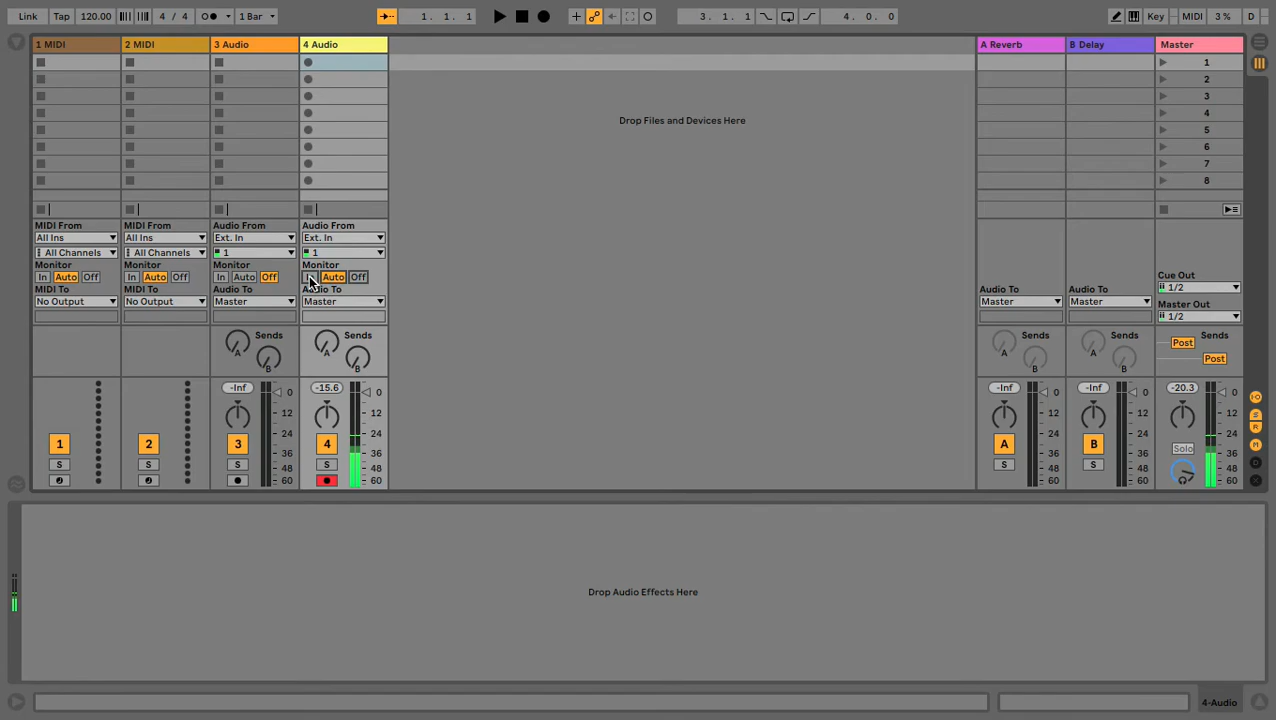 Link Tap 120.00 4 / 4 1 Bar 1. 1. 1 3. 1. 1 4. 0. 0 Key MIDI 3 % D
1 MIDI 2 MIDI 3 Audio 4 Audio A Reverb B Delay Master
1
2
3
4
5
6
7
8
Drop Files and Devices Here
MIDI From MIDI From Audio From Audio From
All Ins All Ins Ext. In Ext. In
All Channels All Channels 1 1
Monitor Monitor Monitor Monitor
In Auto Off In Auto Off In Auto Off Auto Off
MIDI To MIDI To Audio To Audio To Audio To Audio To
No Output No Output Master Master Master Master
Cue Out
1/2
Master Out
1/2
Sends Sends Sends Sends Sends
A A A A Post
B B B B Post
-Inf -15.6 -Inf -Inf -20.3
0 0 0 0 0
12 12 12 12 12
24 24 24 24 24
36 36 36 36 36
48 48 48 48 48
60 60 60 60 60
1 2 3 4 A B Solo
S S S S S S
I·O
S
R
M
D
X
Drop Audio Effects Here
4-Audio